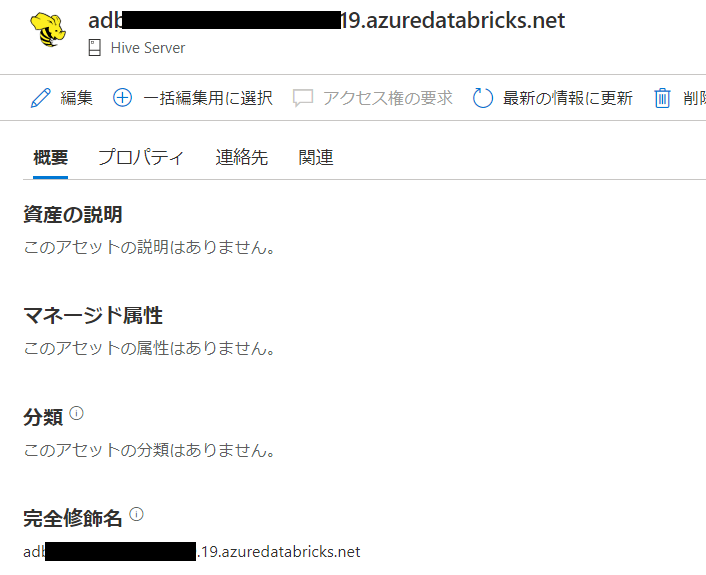 adb 19.azuredatabricks.net
Hive Server
編集 一括編集用に選択 アクセス権の要求 最新の情報に更新 削除
概要 プロパティ 連絡先 関連
資産の説明
このアセットの説明はありません。
マネージド属性
このアセットの属性はありません。
分類
このアセットの分類はありません。
完全修飾名
adb .19.azuredatabricks.net